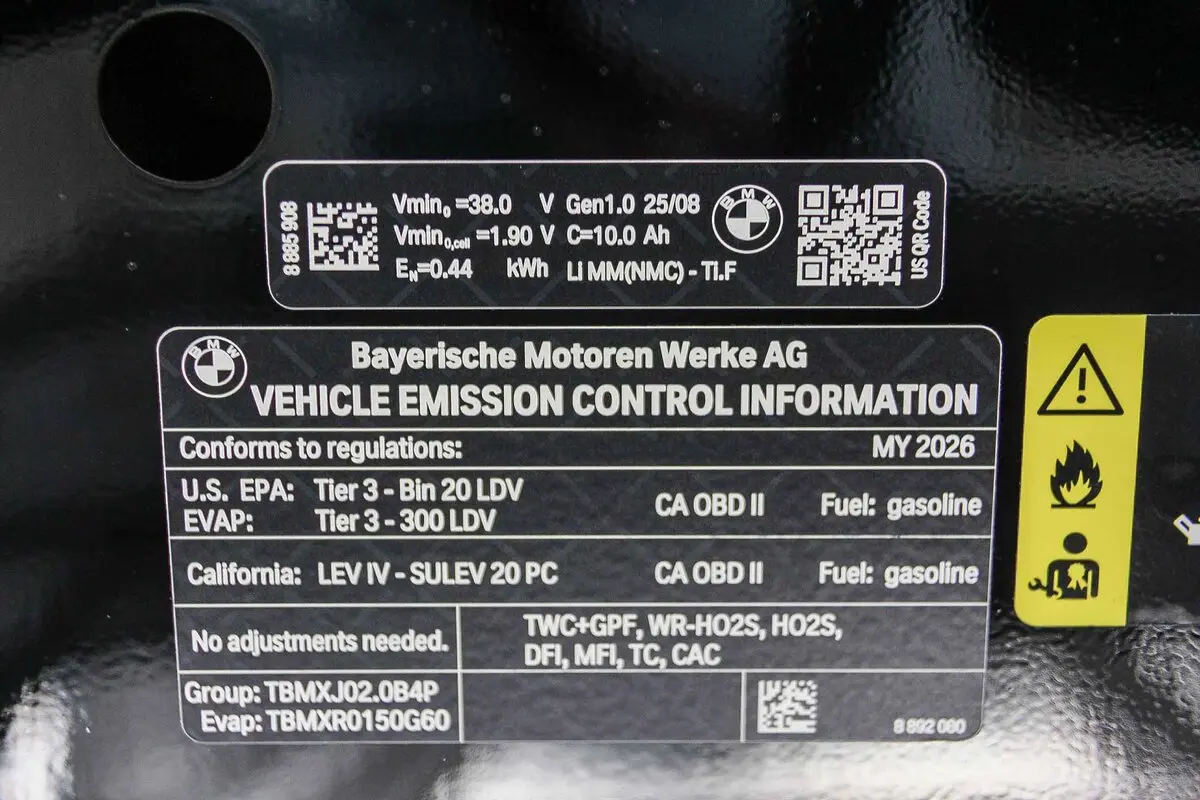 8 885 908
Vmin₀ =38.0 V Gen1.0 25/08
Vmin₀,cell =1.90 V C=10.0 Ah
Eₙ=0.44 kWh Li MM(NMC) - Ti.F
BMW
US QR Code
BMW
Bayerische Motoren Werke AG
VEHICLE EMISSION CONTROL INFORMATION
Conforms to regulations: MY 2026
U.S. EPA: Tier 3 - Bin 20 LDV CA OBD II Fuel: gasoline
EVAP: Tier 3 - 300 LDV
California: LEV IV - SULEV 20 PC CA OBD II Fuel: gasoline
No adjustments needed.
TWC+GPF, WR-HO2S, HO2S,
DFI, MFI, TC, CAC
Group: TBMXJ02.0B4P
Evap: TBMXR0150G60
8 892 060